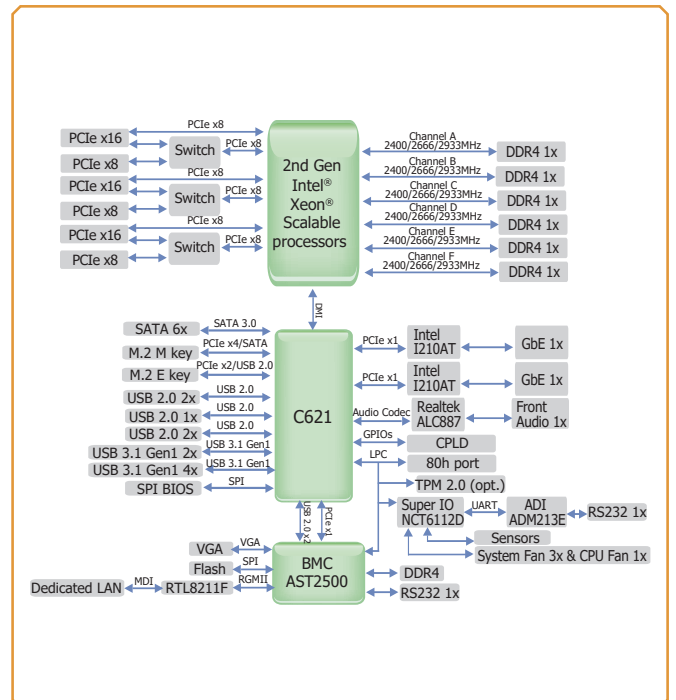 PCIe x8
PCIe x16
Switch
PCIe x8
PCIe x8
PCIe x8
PCIe x16
Switch
PCIe x8
PCIe x8
PCIe x8
PCIe x16
Switch
PCIe x8
PCIe x8
2nd Gen
Intel®
Xeon®
Scalable
processors
Channel A
2400/2666/2933MHz
DDR4 1x
Channel B
2400/2666/2933MHz
DDR4 1x
Channel C
2400/2666/2933MHz
DDR4 1x
Channel D
2400/2666/2933MHz
DDR4 1x
Channel E
2400/2666/2933MHz
DDR4 1x
Channel F
2400/2666/2933MHz
DDR4 1x
DMI
SATA 6x
SATA 3.0
M.2 M key
PCIe x4/SATA
M.2 E key
PCIe x2/USB 2.0
USB 2.0 2x
USB 2.0
USB 2.0 1x
USB 2.0
USB 2.0 2x
USB 2.0
USB 3.1 Gen1 2x
USB 3.1 Gen1
USB 3.1 Gen1 4x
USB 3.1 Gen1
SPI BIOS
SPI
C621
PCIe x1
Intel
I210AT
GbE 1x
PCIe x1
Intel
I210AT
GbE 1x
Audio Codec
Realtek
ALC887
Front
Audio 1x
GPIOs
CPLD
LPC
80h port
TPM 2.0 (opt.)
Super IO
NCT6112D
UART
ADI
ADM213E
RS232 1x
Sensors
System Fan 3x & CPU Fan 1x
USB 2.0 x2
PCIe x1
VGA
VGA
Flash
SPI
Dedicated LAN
MDI
RTL8211F
RGMII
BMC
AST2500
DDR4
RS232 1x